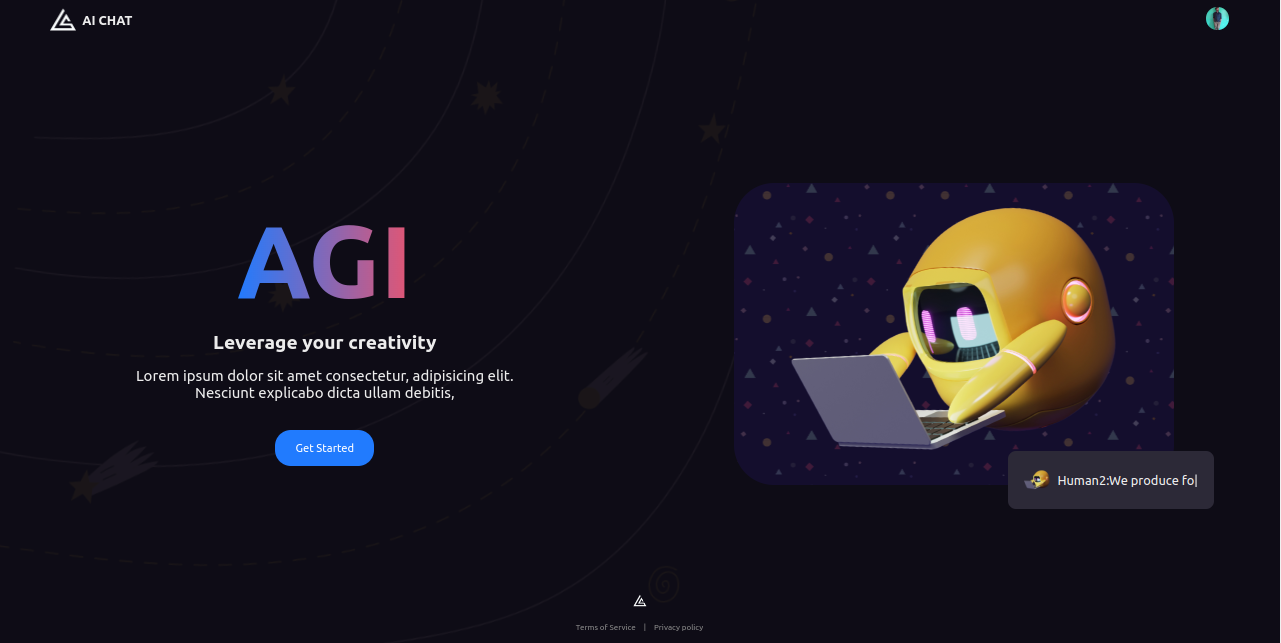 AI CHAT
AGI
Leverage your creativity
Lorem ipsum dolor sit amet consectetur, adipisicing elit.
Nesciunt explicabo dicta ullam debitis,
Get Started
Human2:We produce fo|
Terms of Service | Privacy policy